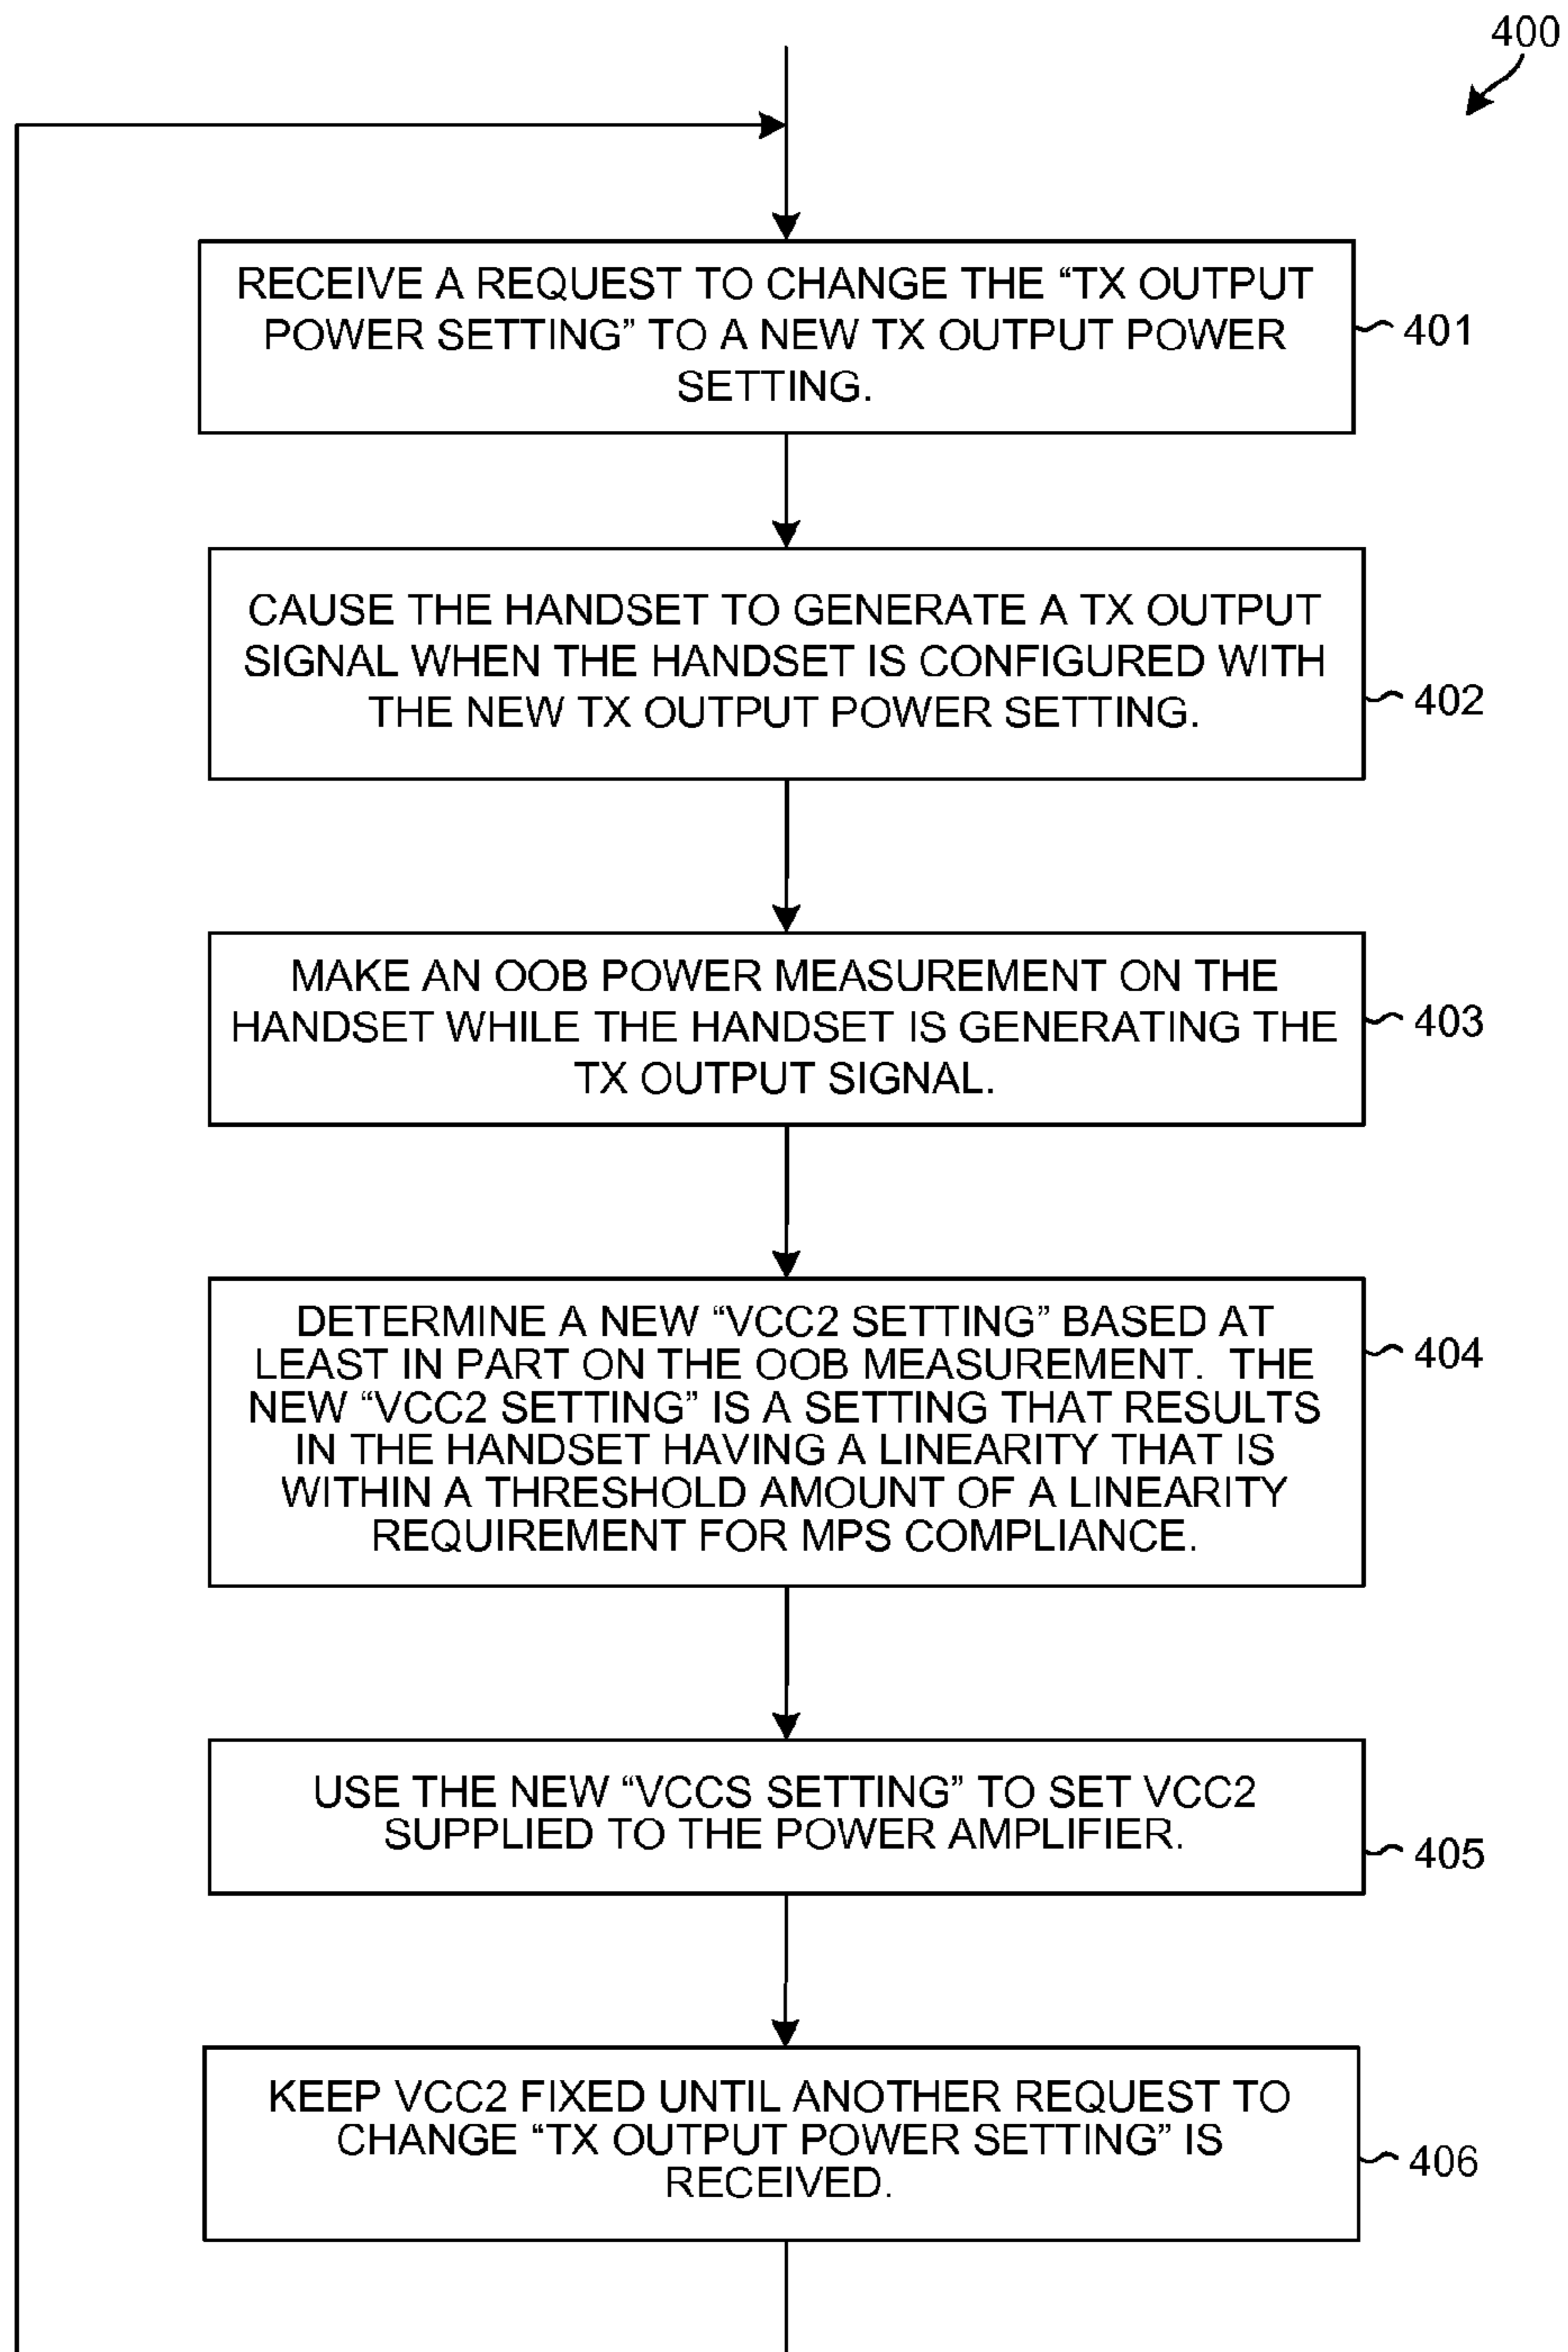 400
RECEIVE A REQUEST TO CHANGE THE “TX OUTPUT
POWER SETTING” TO A NEW TX OUTPUT POWER
SETTING.
401
CAUSE THE HANDSET TO GENERATE A TX OUTPUT
SIGNAL WHEN THE HANDSET IS CONFIGURED WITH
THE NEW TX OUTPUT POWER SETTING.
402
MAKE AN OOB POWER MEASUREMENT ON THE
HANDSET WHILE THE HANDSET IS GENERATING THE
TX OUTPUT SIGNAL.
403
DETERMINE A NEW “VCC2 SETTING” BASED AT
LEAST IN PART ON THE OOB MEASUREMENT. THE
NEW “VCC2 SETTING” IS A SETTING THAT RESULTS
IN THE HANDSET HAVING A LINEARITY THAT IS
WITHIN A THRESHOLD AMOUNT OF A LINEARITY
REQUIREMENT FOR MPS COMPLIANCE.
404
USE THE NEW “VCCS SETTING” TO SET VCC2
SUPPLIED TO THE POWER AMPLIFIER.
405
KEEP VCC2 FIXED UNTIL ANOTHER REQUEST TO
CHANGE “TX OUTPUT POWER SETTING” IS
RECEIVED.
406